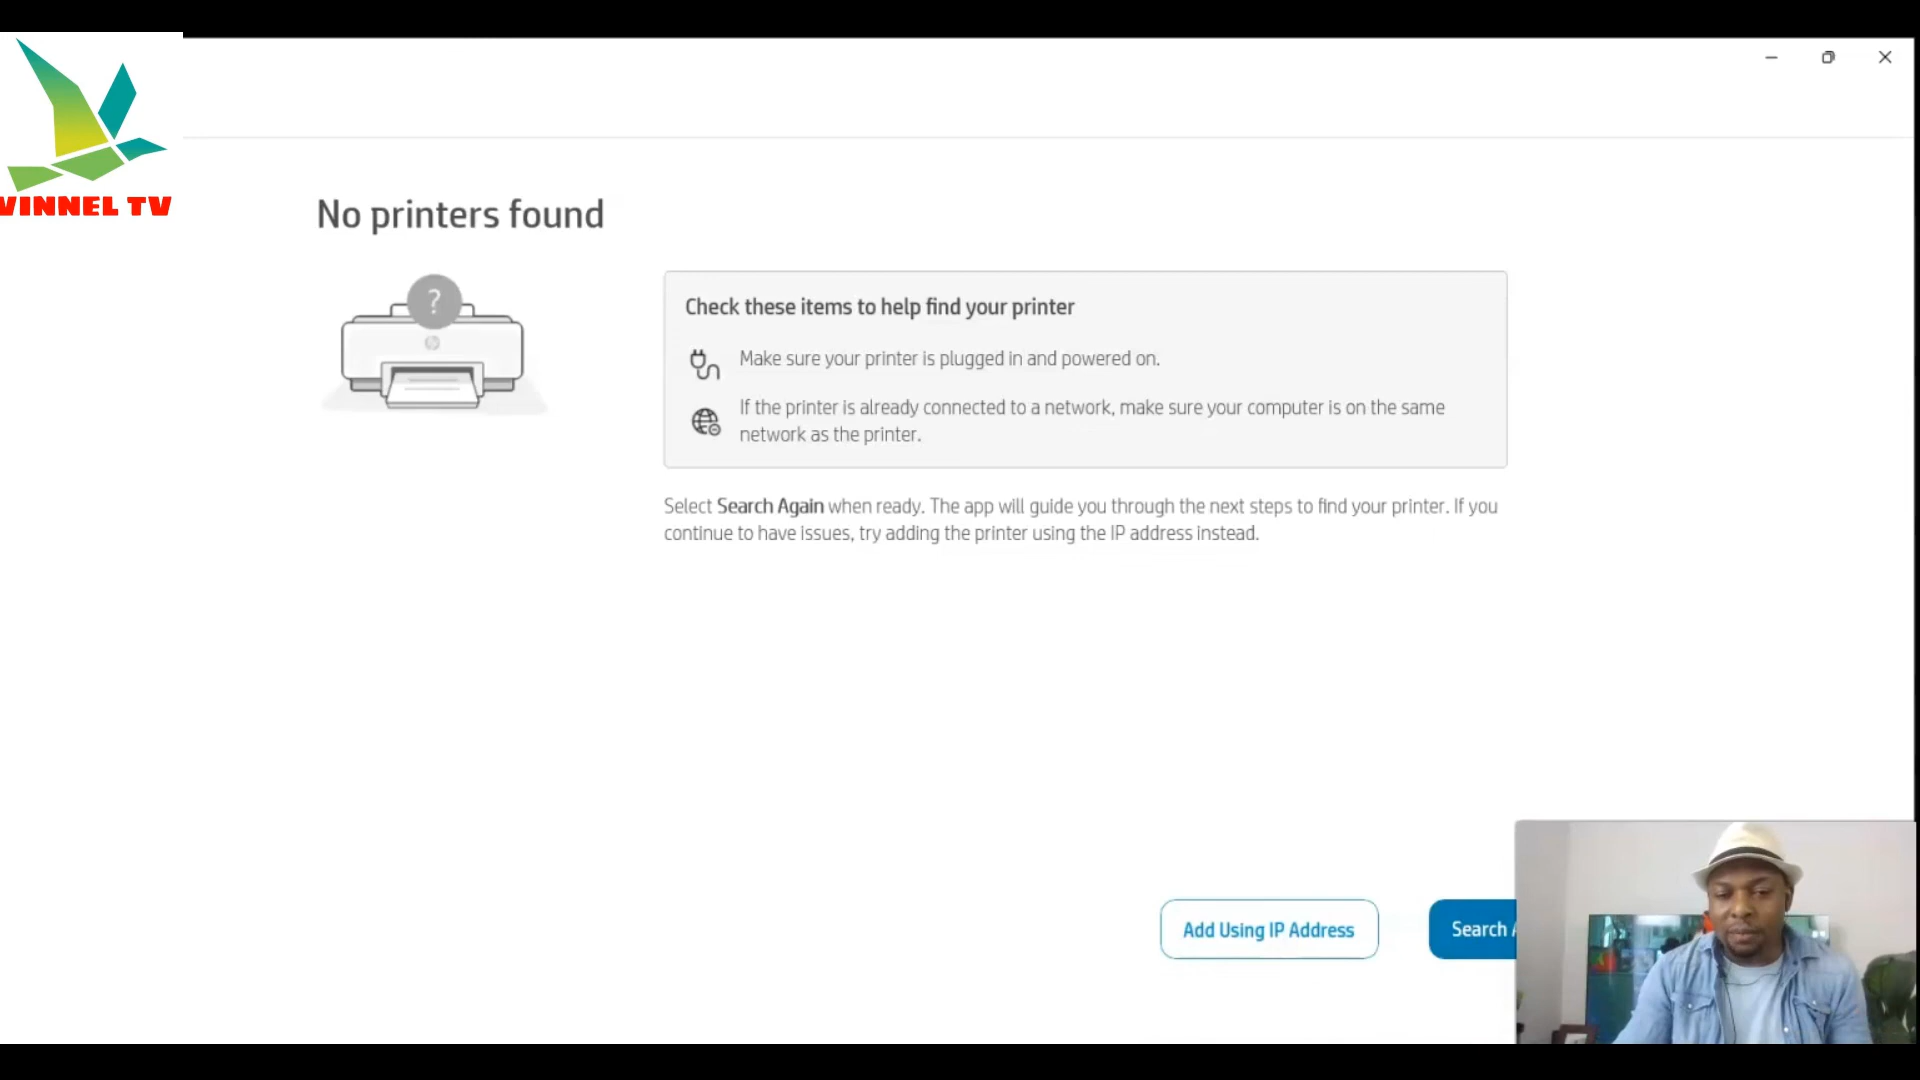 VINNEL TV
No printers found
?
hp
Check these items to help find your printer
Make sure your printer is plugged in and powered on.
If the printer is already connected to a network, make sure your computer is on the same
network as the printer.
Select Search Again when ready. The app will guide you through the next steps to find your printer. If you
continue to have issues, try adding the printer using the IP address instead.
Add Using IP Address
Search